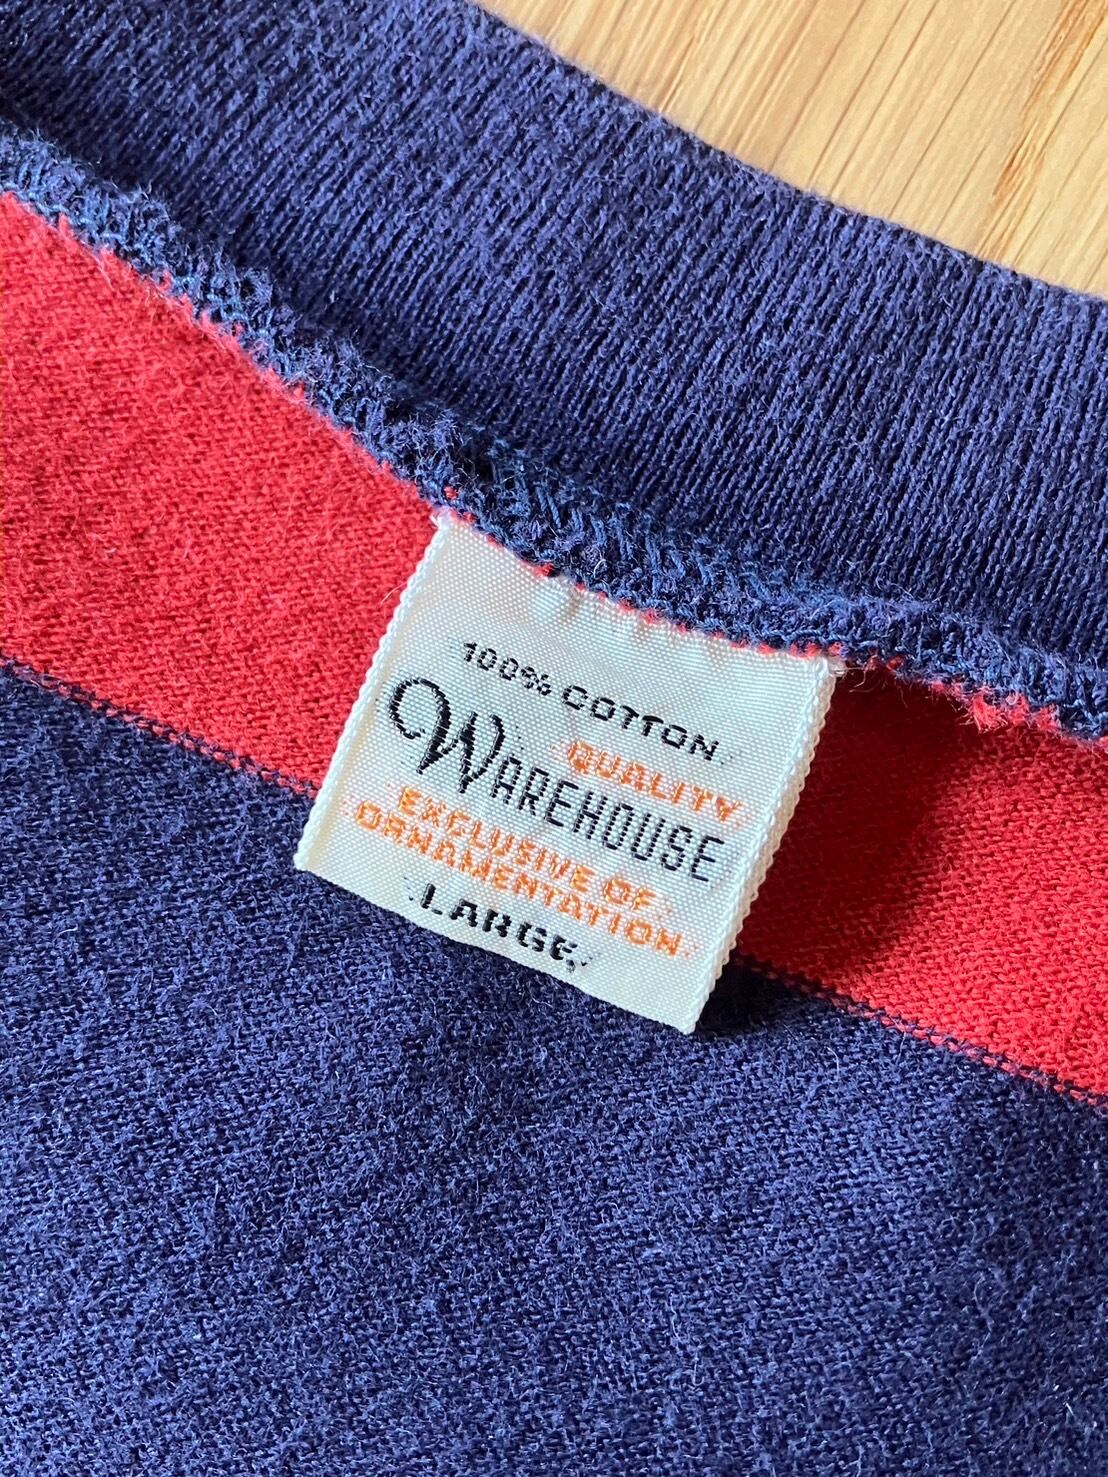 100% COTTON
QUALITY
WAREHOUSE
EXCLUSIVE OF
ORNAMENTATION
LARGE